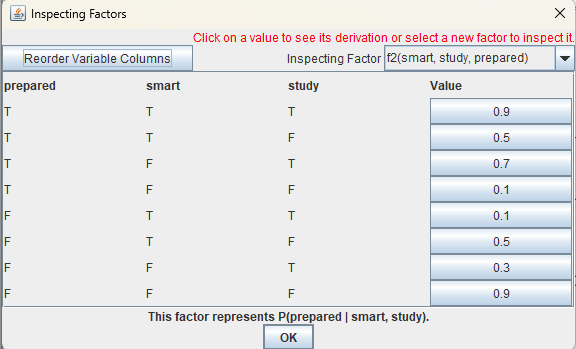 Inspecting Factors
Click on a value to see its derivation or select a new factor to inspect it.
Reorder Variable Columns Inspecting Factor f2(smart, study, prepared)
prepared smart study Value
T T T 0.9
T T F 0.5
T F T 0.7
T F F 0.1
F T T 0.1
F T F 0.5
F F T 0.3
F F F 0.9
This factor represents P(prepared | smart, study).
OK